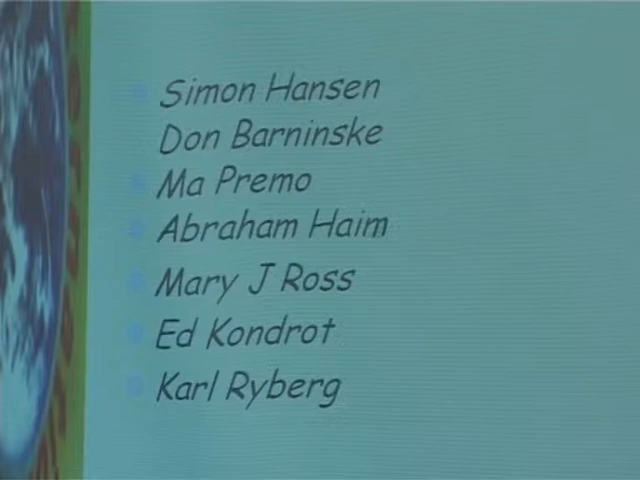 Simon Hansen
Don Barninske
Ma Premo
Abraham Haim
Mary J Ross
Ed Kondrot
Karl Ryberg